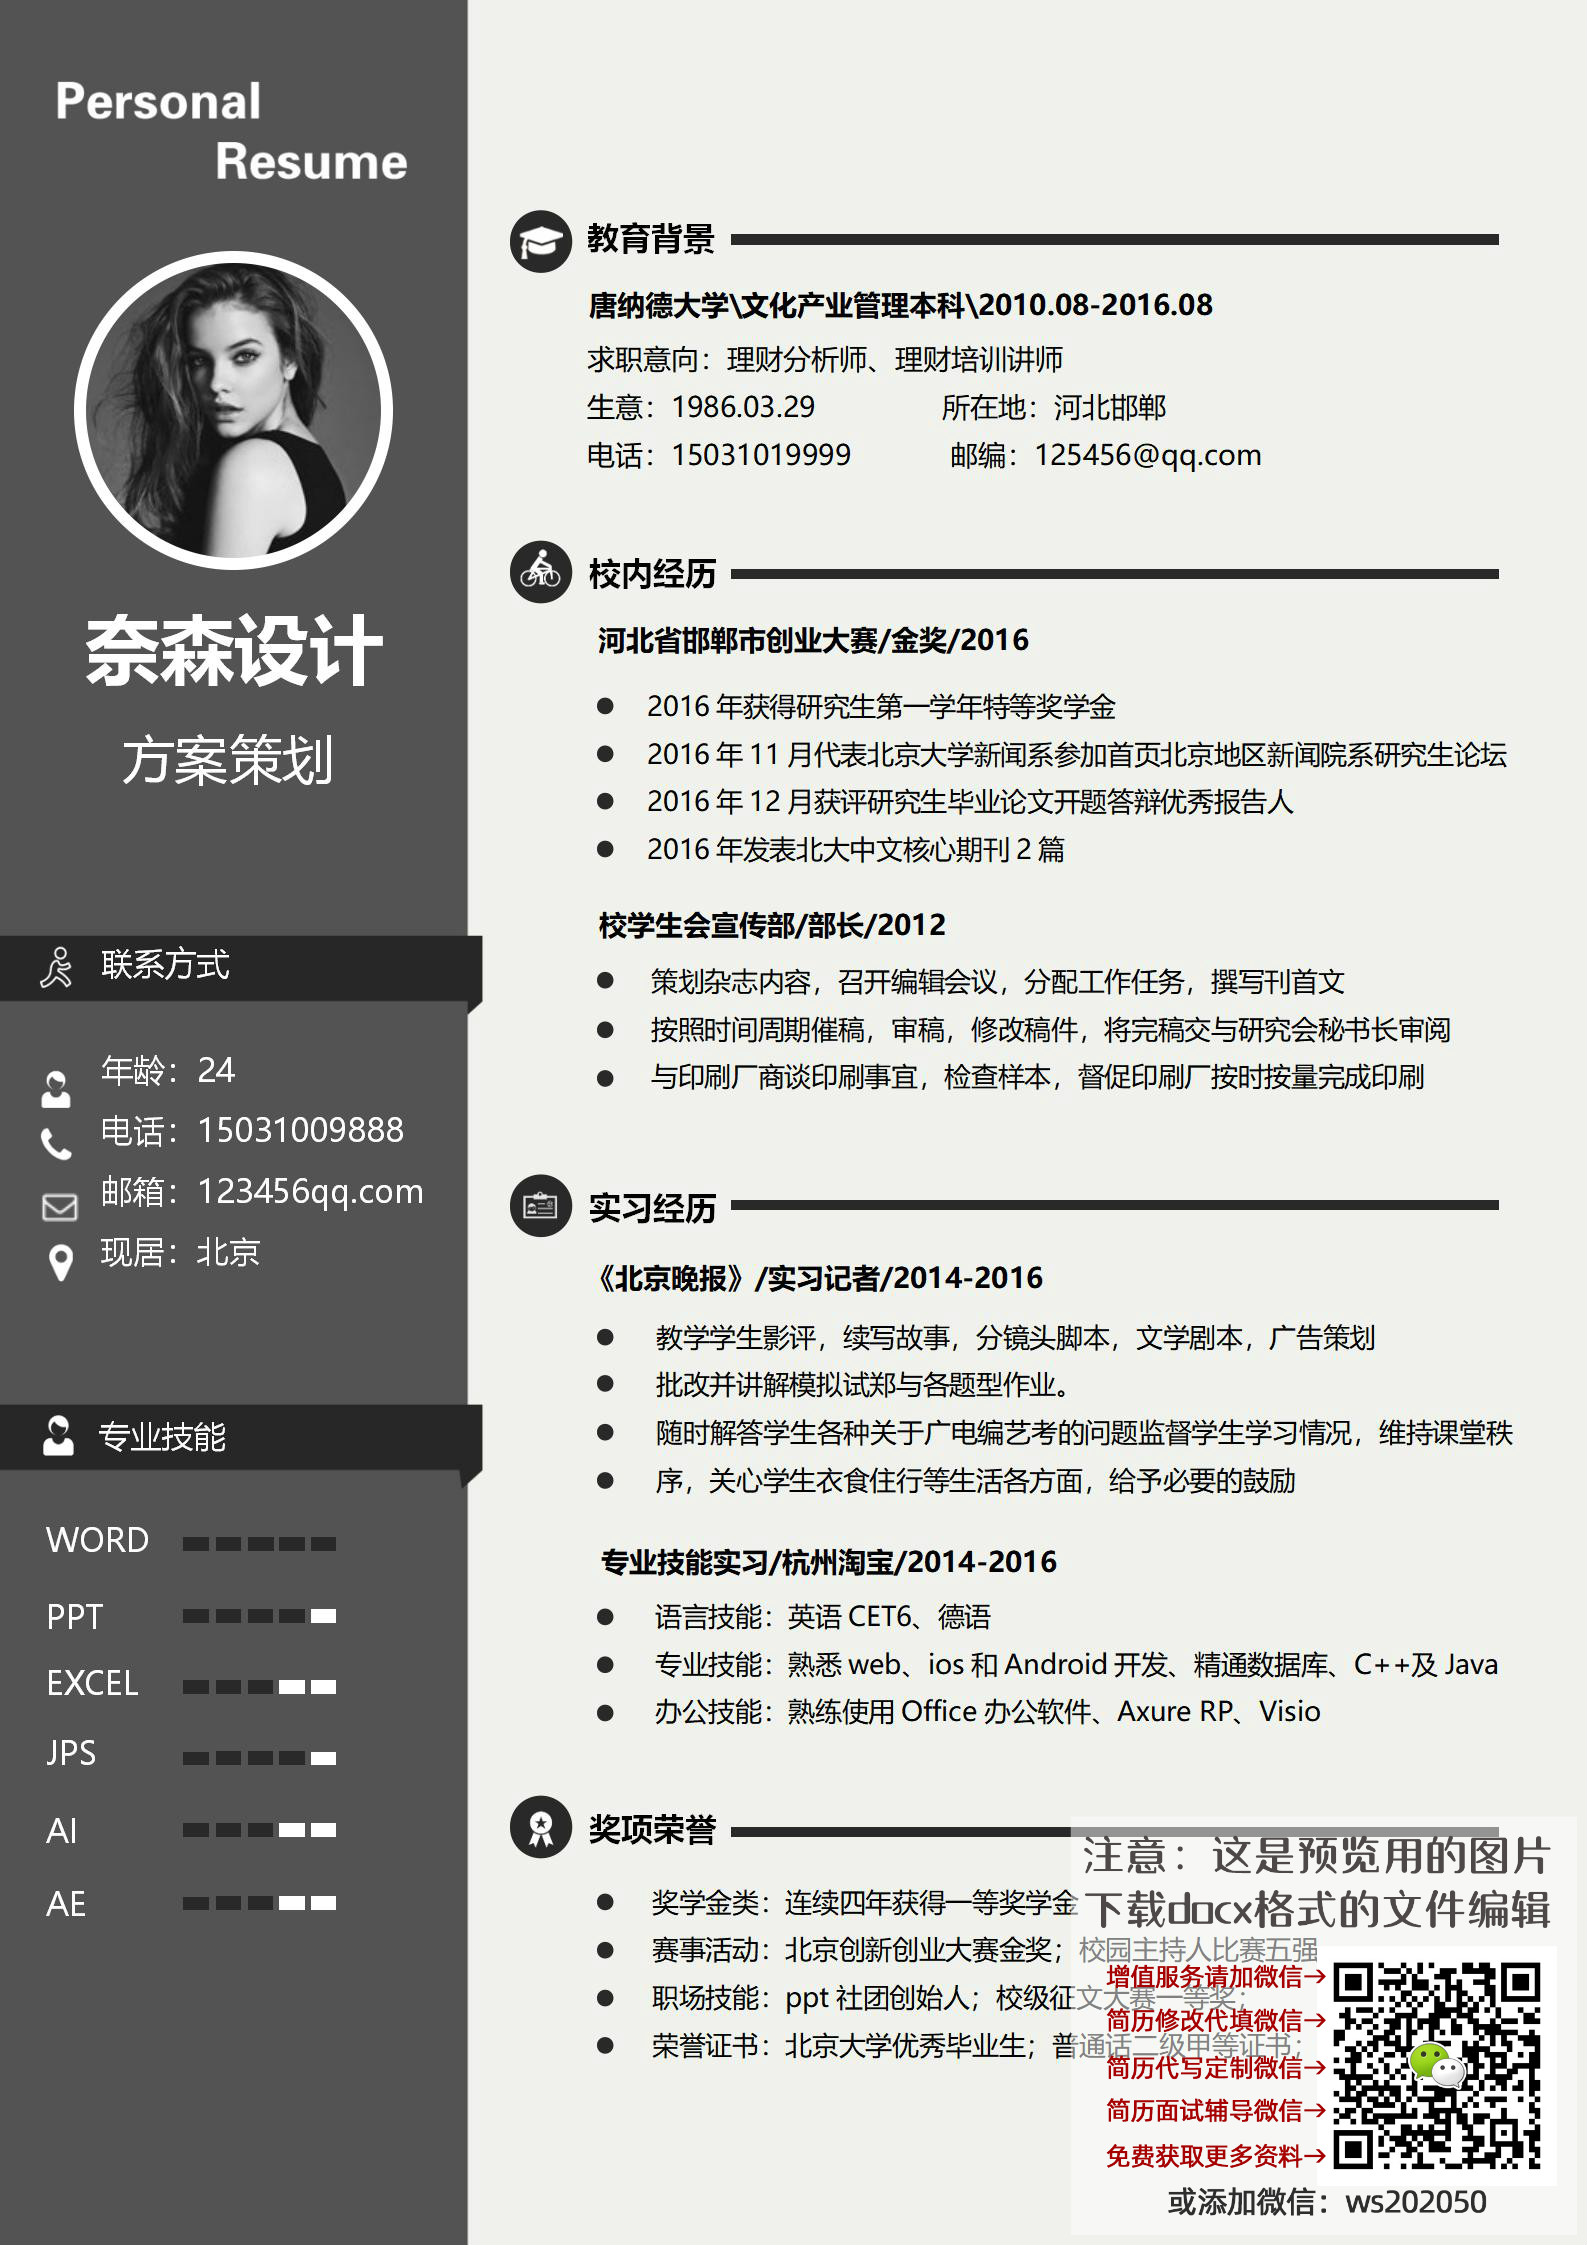 Personal
Resume
奈森设计
方案策划
联系方式
年龄：24
电话：15031009888
邮箱：123456qq.com
现居：北京
专业技能
WORD
PPT
EXCEL
JPS
AI
AE
教育背景
唐纳德大学\文化产业管理本科\2010.08-2016.08
求职意向：理财分析师、理财培训讲师
生意：1986.03.29 所在地：河北邯郸
电话：15031019999 邮编：125456@qq.com
校内经历
河北省邯郸市创业大赛/金奖/2016
● 2016 年获得研究生第一学年特等奖学金
● 2016 年 11 月代表北京大学新闻系参加首页北京地区新闻院系研究生论坛
● 2016 年 12 月获评研究生毕业论文开题答辩优秀报告人
● 2016 年发表北大中文核心期刊 2 篇
校学生会宣传部/部长/2012
● 策划杂志内容，召开编辑会议，分配工作任务，撰写刊首文
● 按照时间周期催稿，审稿，修改稿件，将完稿交与研究会秘书长审阅
● 与印刷厂商谈印刷事宜，检查样本，督促印刷厂按时按量完成印刷
实习经历
《北京晚报》/实习记者/2014-2016
● 教学学生影评，续写故事，分镜头脚本，文学剧本，广告策划
● 批改并讲解模拟试郑与各题型作业。
● 随时解答学生各种关于广电编艺考的问题监督学生学习情况，维持课堂秩
● 序，关心学生衣食住行等生活各方面，给予必要的鼓励
专业技能实习/杭州淘宝/2014-2016
● 语言技能：英语 CET6、德语
● 专业技能：熟悉 web、ios 和 Android 开发、精通数据库、C++及 Java
● 办公技能：熟练使用 Office 办公软件、Axure RP、Visio
奖项荣誉
● 奖学金类：连续四年获得一等奖学金
● 赛事活动：北京创新创业大赛金奖；校园主持人比赛五强
● 职场技能：ppt 社团创始人；校级征文大赛一等奖；
● 荣誉证书：北京大学优秀毕业生；普通话二级甲等证书；
注意：这是预览用的图片
下载docx格式的文件编辑
增值服务请加微信→
简历修改代填微信→
简历代写定制微信→
简历面试辅导微信→
免费获取更多资料→
或添加微信：ws202050